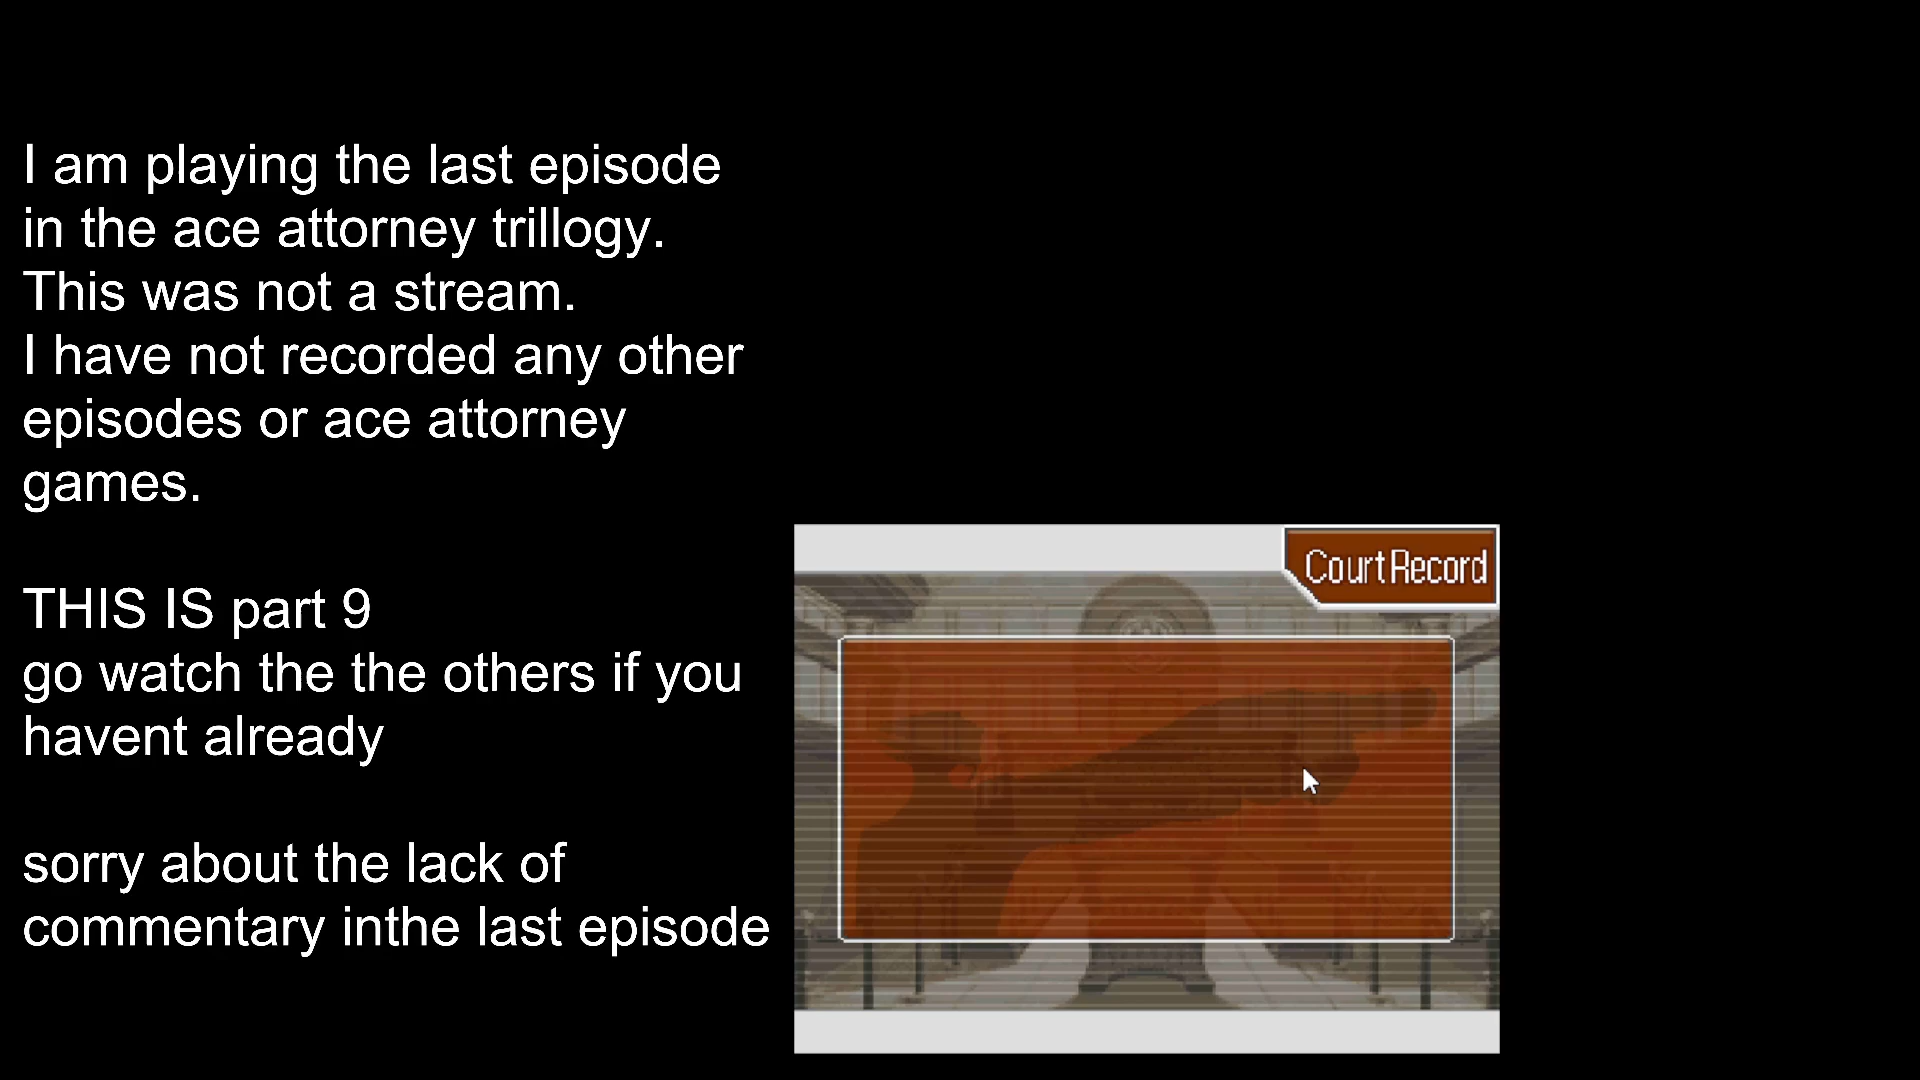 I am playing the last episode
in the ace attorney trillogy.
This was not a stream.
I have not recorded any other
episodes or ace attorney
games.
THIS IS part 9
go watch the the others if you
havent already
sorry about the lack of
commentary inthe last episode
Court Record